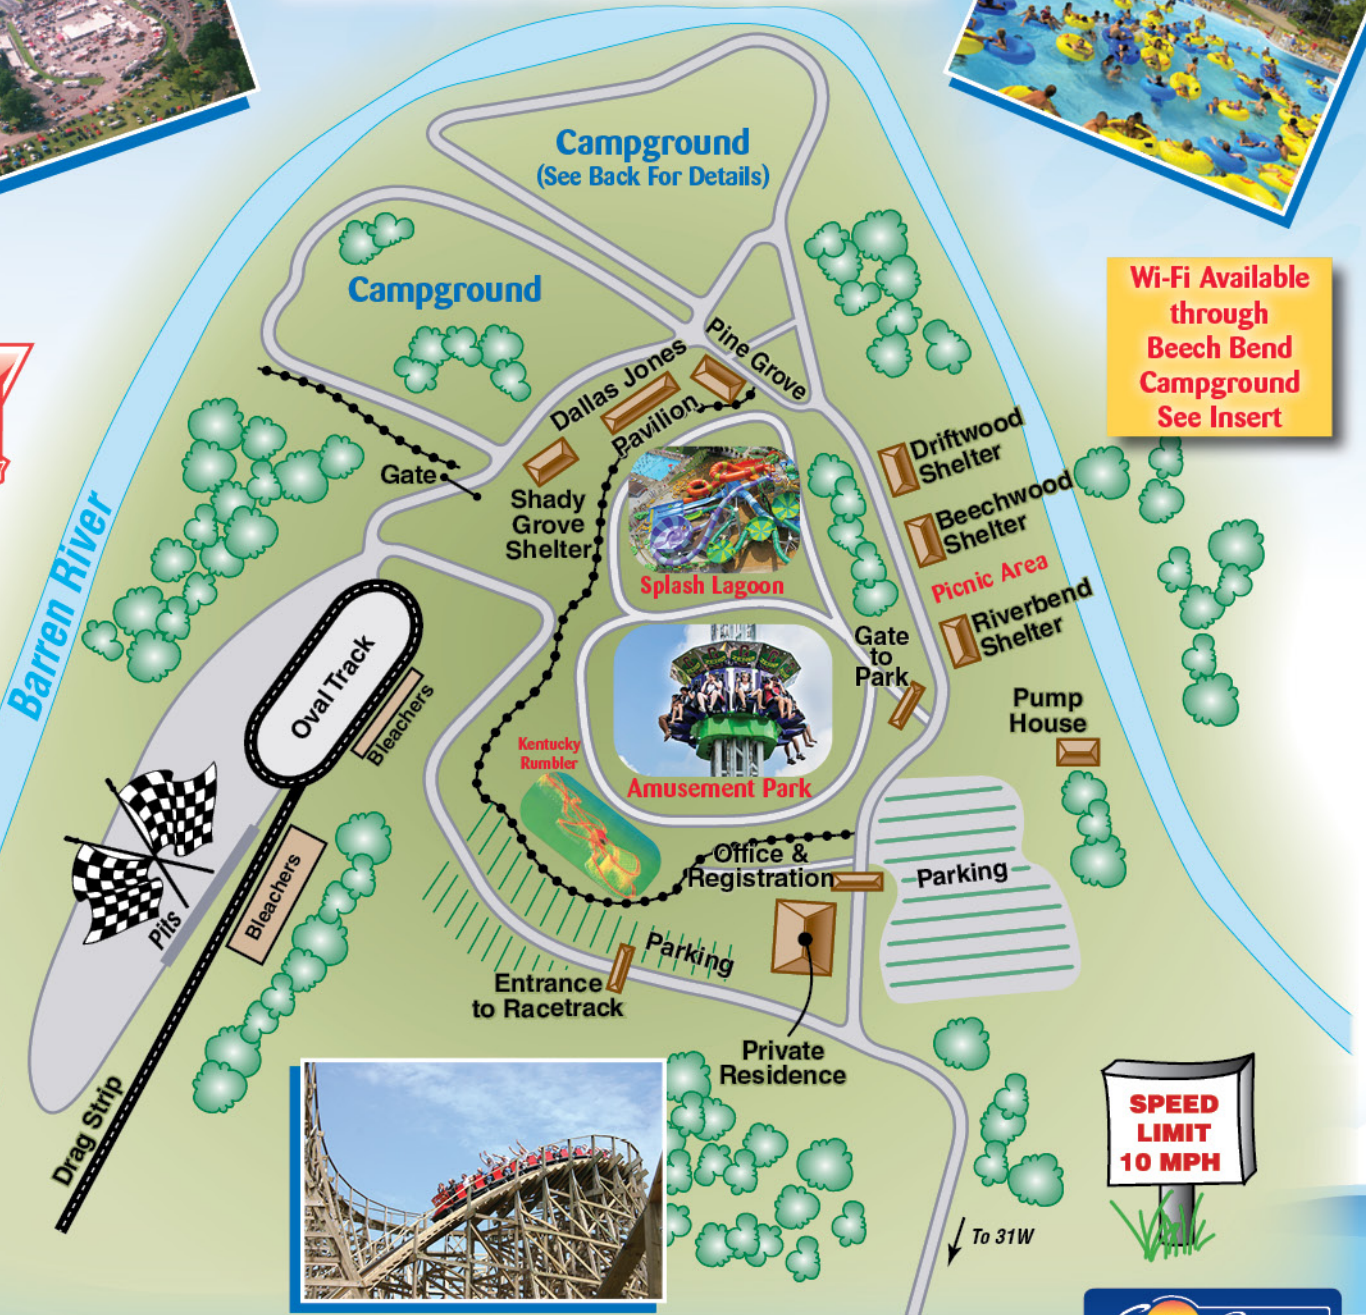 Campground
(See Back For Details)
Campground
Wi-Fi Available
through
Beech Bend
Campground
See Insert
Pine Grove
Dallas Jones
Pavilion
Gate
Shady
Grove
Shelter
Driftwood
Shelter
Beechwood
Shelter
Picnic Area
Riverbend
Shelter
Splash Lagoon
Gate
to
Park
Pump
House
Barren River
Oval Track
Bleachers
Kentucky
Rumbler
Amusement Park
Office &
Registration
Parking
Bleachers
Pits
Parking
Entrance
to Racetrack
Private
Residence
Drag Strip
SPEED
LIMIT
10 MPH
To 31W